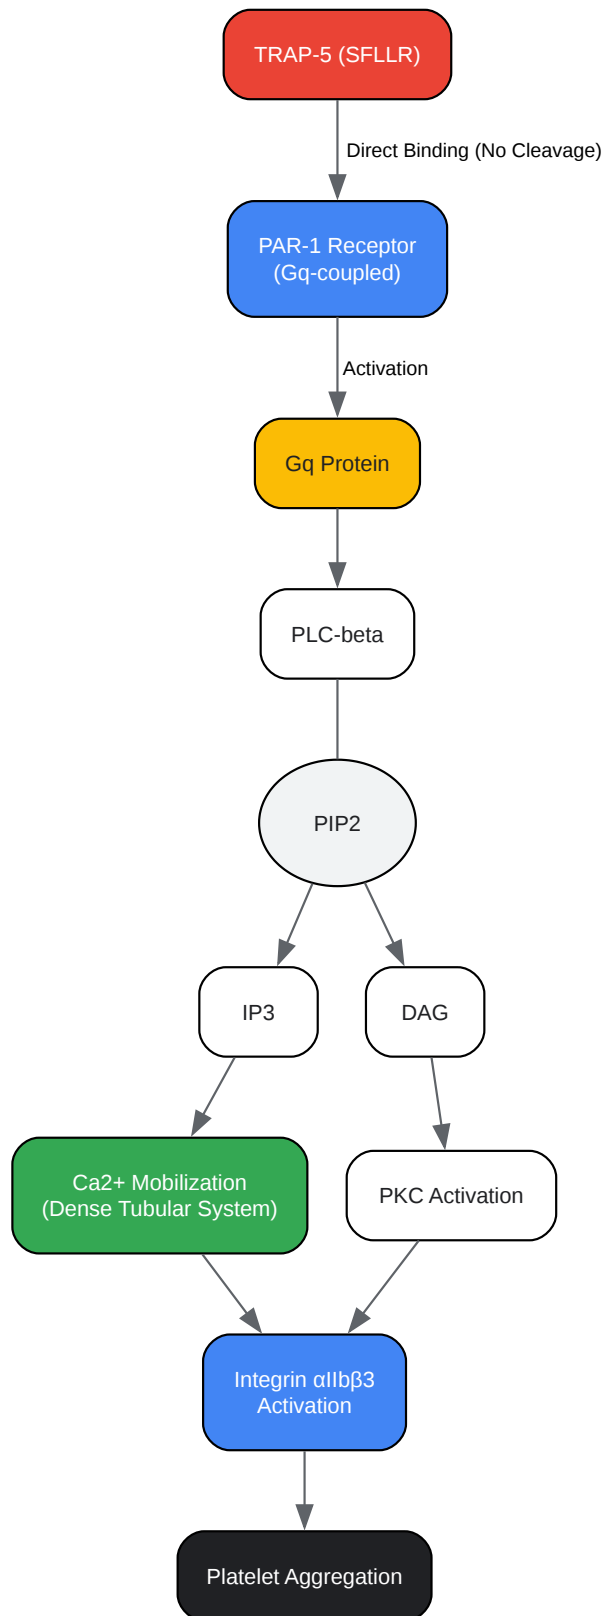 TRAP-5 (SFLLR)
Direct Binding (No Cleavage)
PAR-1 Receptor
(Gq-coupled)
Activation
Gq Protein
PLC-beta
PIP2
IP3
DAG
Ca2+ Mobilization
(Dense Tubular System)
PKC Activation
Integrin αIIbβ3
Activation
Platelet Aggregation